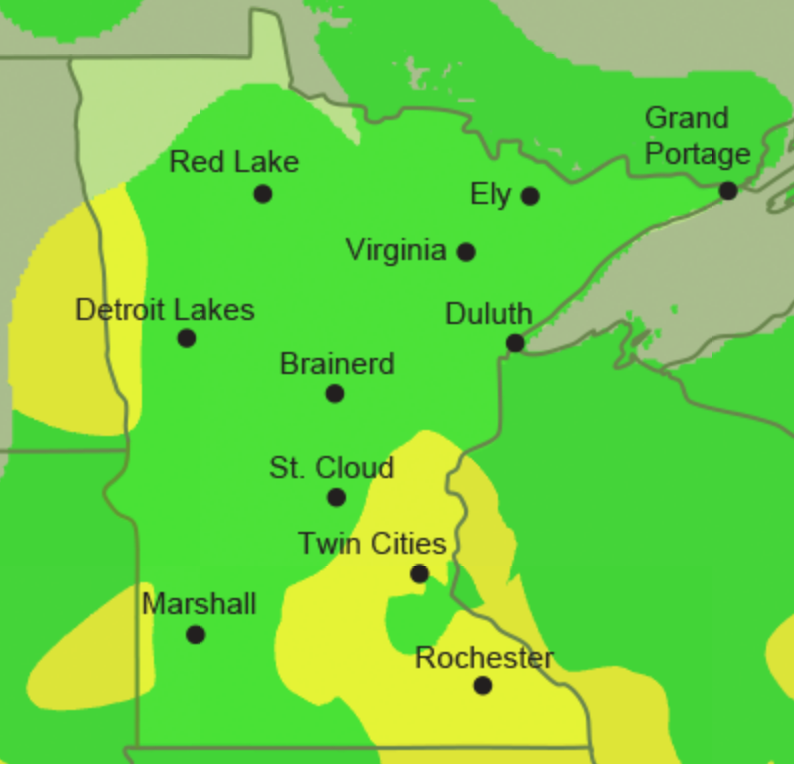 Grand
Portage
Red Lake
Ely
Virginia
Detroit Lakes
Duluth
Brainerd
St. Cloud
Twin Cities
Marshall
Rochester